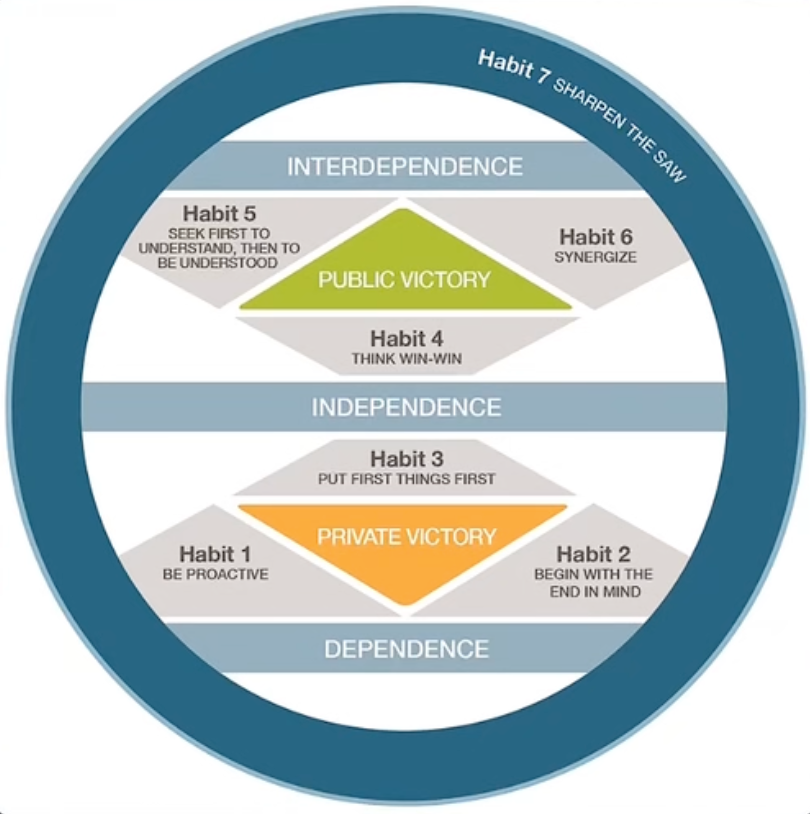 Habit 7 SHARPEN THE SAW
INTERDEPENDENCE
Habit 5
SEEK FIRST TO
UNDERSTAND, THEN TO
BE UNDERSTOOD
Habit 6
SYNERGIZE
PUBLIC VICTORY
Habit 4
THINK WIN-WIN
INDEPENDENCE
Habit 3
PUT FIRST THINGS FIRST
PRIVATE VICTORY
Habit 1
BE PROACTIVE
Habit 2
BEGIN WITH THE
END IN MIND
DEPENDENCE